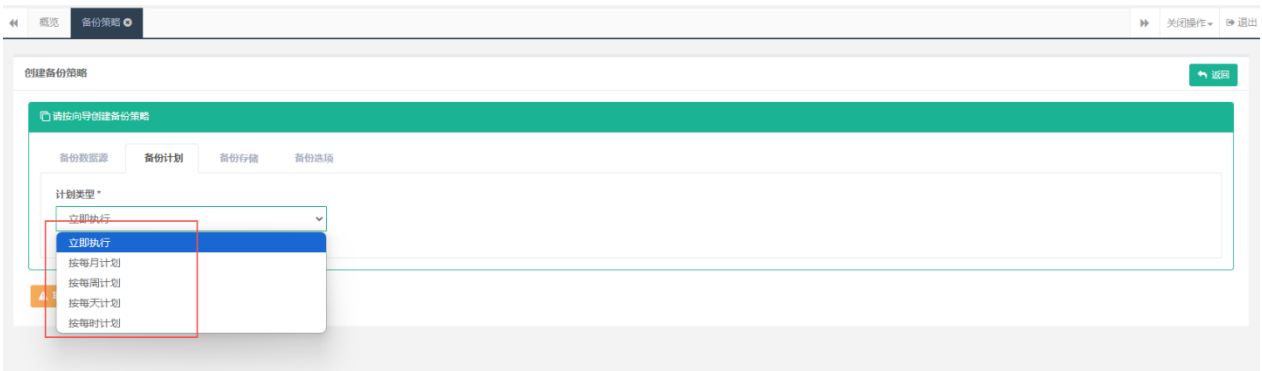 概览 备份策略 关闭操作 退出
创建备份策略 返回
请按向导创建备份策略
备份数据源 备份计划 备份存储 备份选项
计划类型 *
立即执行
立即执行
按每月计划
按每周计划
按每天计划
按每时计划